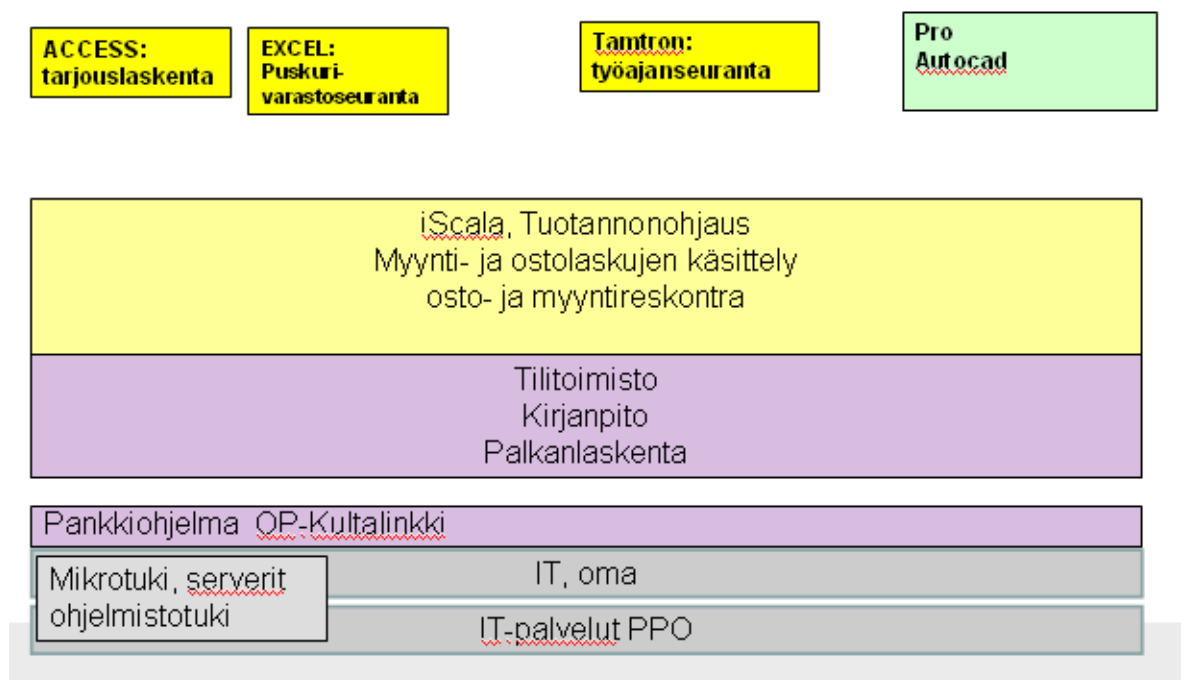 ACCESS:
tarjouslaskenta
EXCEL:
Puskuri-
varastoseuranta
Tamtron:
työajanseuranta
Pro
Autocad
iScala, Tuotannonohjaus
Myynti- ja ostolaskujen käsittely
osto- ja myyntireskontra
Tilitoimisto
Kirjanpito
Palkanlaskenta
Pankkiohjelma OP-Kultalinkki
Mikrotuki, serverit
ohjelmistotuki
IT, oma
IT-palvelut PPO